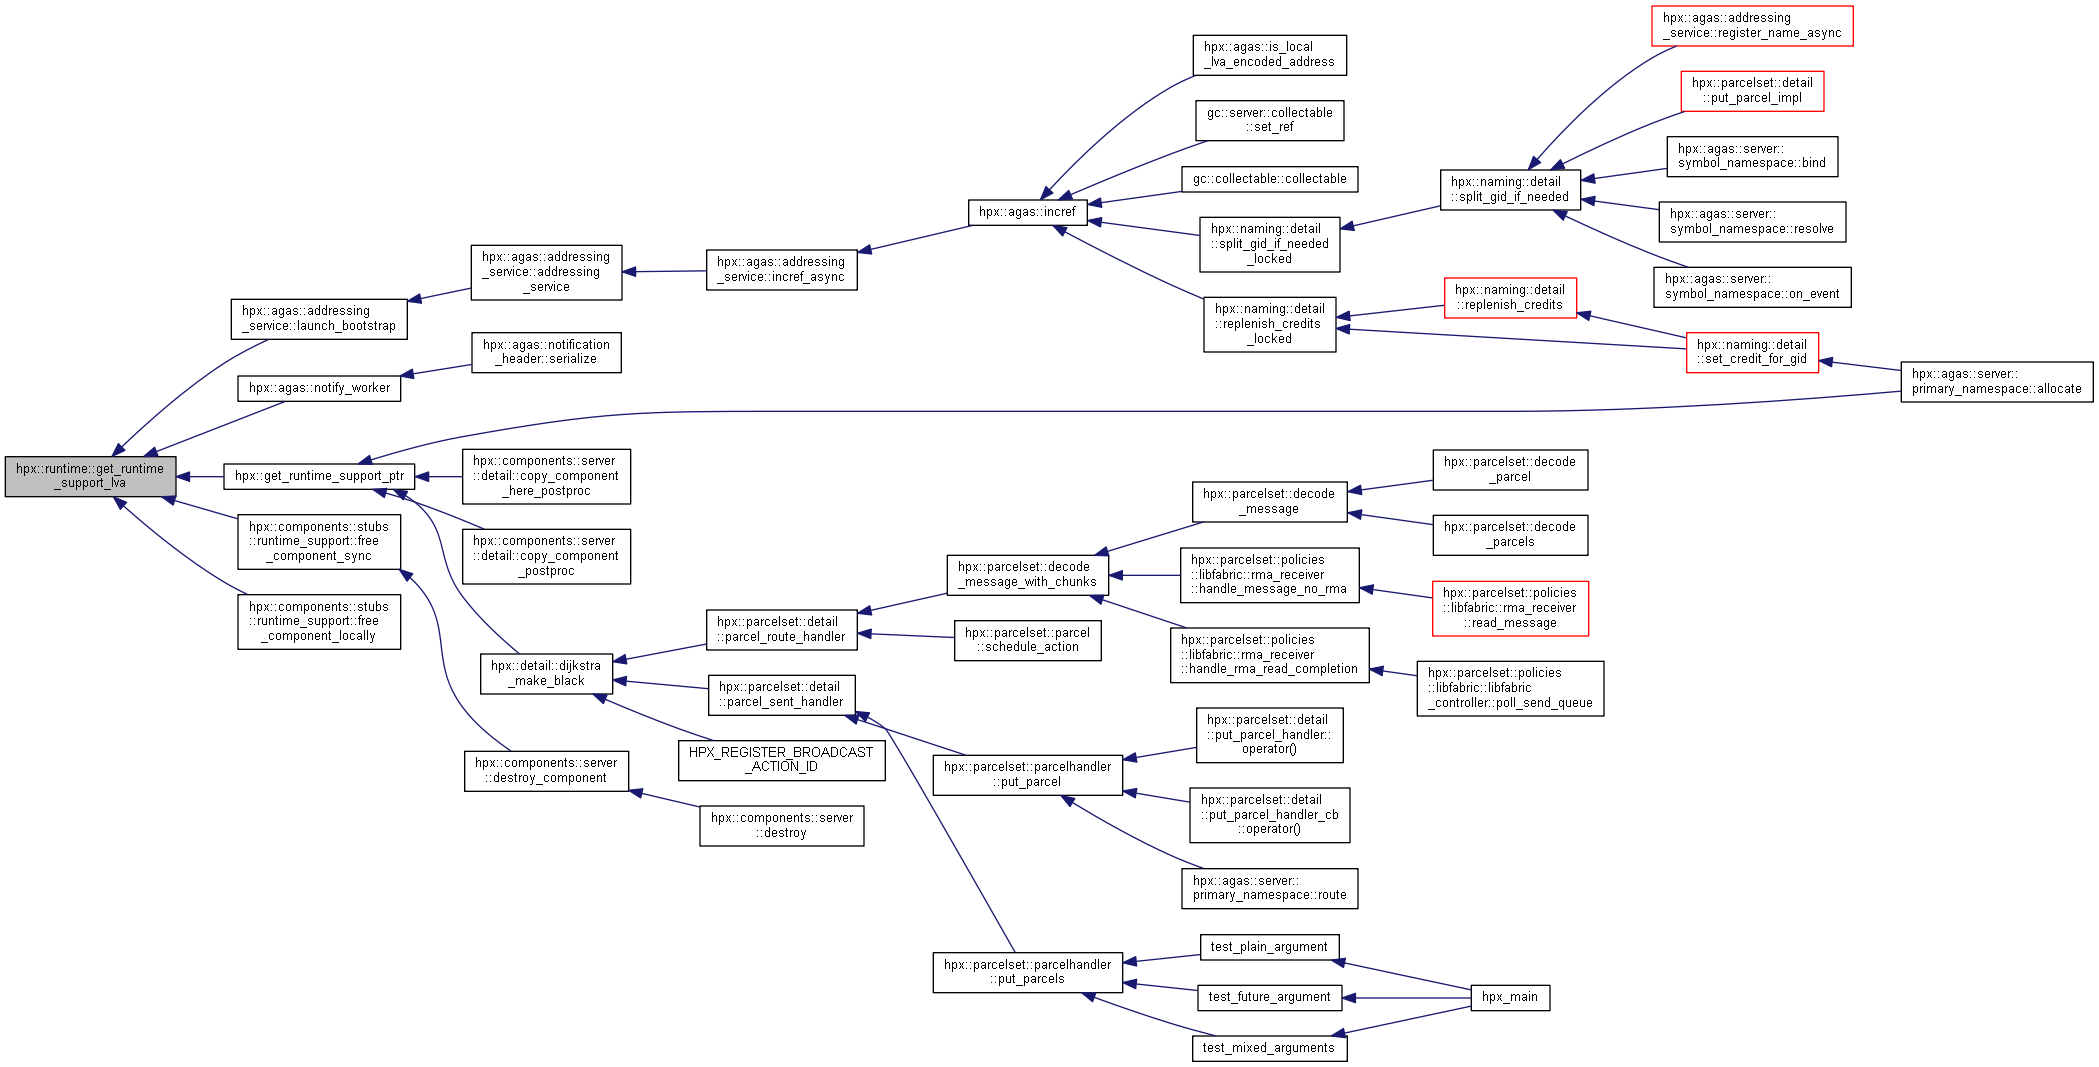 hpx::runtime::get_runtime
_support_lva
hpx::agas::addressing
_service::launch_bootstrap
hpx::agas::notify_worker
hpx::get_runtime_support_ptr
hpx::components::stubs
::runtime_support::free
_component_sync
hpx::components::stubs
::runtime_support::free
_component_locally
hpx::agas::addressing
_service::addressing
_service
hpx::agas::notification
_header::serialize
hpx::components::server
::detail::copy_component
_here_postproc
hpx::components::server
::detail::copy_component
_postproc
hpx::detail::dijkstra
_make_black
hpx::components::server
::destroy_component
hpx::agas::addressing
_service::incref_async
hpx::parcelset::detail
::parcel_route_handler
hpx::parcelset::detail
::parcel_sent_handler
HPX_REGISTER_BROADCAST
_ACTION_ID
hpx::components::server
::destroy
hpx::agas::incref
hpx::parcelset::decode
_message_with_chunks
hpx::parcelset::parcel
::schedule_action
hpx::parcelset::parcelhandler
::put_parcel
hpx::parcelset::parcelhandler
::put_parcels
hpx::agas::is_local
_lva_encoded_address
gc::server::collectable
::set_ref
gc::collectable::collectable
hpx::naming::detail
::split_gid_if_needed
_locked
hpx::naming::detail
::replenish_credits
_locked
hpx::parcelset::decode
_message
hpx::parcelset::policies
::libfabric::rma_receiver
::handle_message_no_rma
hpx::parcelset::policies
::libfabric::rma_receiver
::handle_rma_read_completion
hpx::parcelset::detail
::put_parcel_handler::
operator()
hpx::parcelset::detail
::put_parcel_handler_cb
::operator()
hpx::agas::server::
primary_namespace::route
test_plain_argument
test_future_argument
test_mixed_arguments
hpx::naming::detail
::split_gid_if_needed
hpx::naming::detail
::replenish_credits
hpx::parcelset::decode
_parcel
hpx::parcelset::decode
_parcels
hpx::parcelset::policies
::libfabric::rma_receiver
::read_message
hpx::parcelset::policies
::libfabric::libfabric
_controller::poll_send_queue
hpx_main
hpx::agas::addressing
_service::register_name_async
hpx::parcelset::detail
::put_parcel_impl
hpx::agas::server::
symbol_namespace::bind
hpx::agas::server::
symbol_namespace::resolve
hpx::agas::server::
symbol_namespace::on_event
hpx::naming::detail
::set_credit_for_gid
hpx::agas::server::
primary_namespace::allocate